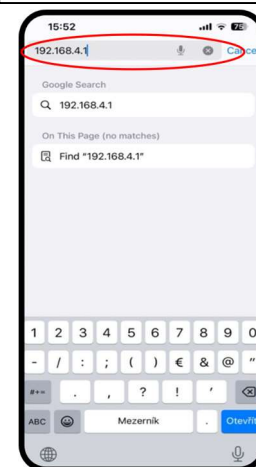 15:52
192.168.4.1
Cance
Google Search
192.168.4.1
On This Page (no matches)
Find “192.168.4.1”
1 2 3 4 5 6 7 8 9 0
- / : ; ( ) € & @ "
#+= . , ? ! ' 
ABC Mezerník . Otevřít